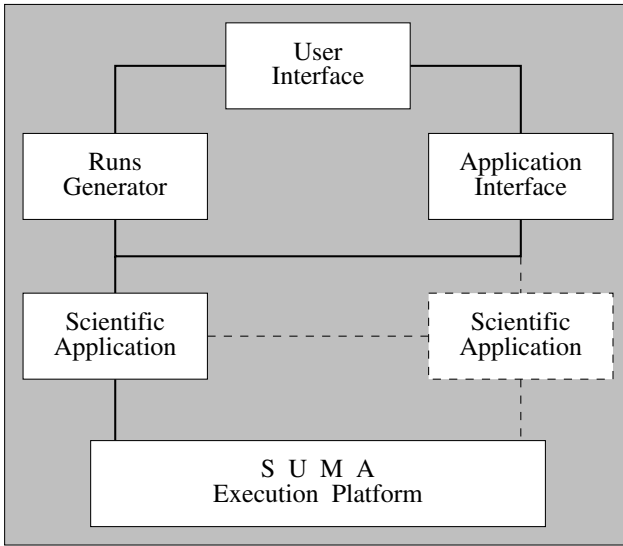 User
Interface
Runs
Generator
Application
Interface
Scientific
Application
Scientific
Application
S U M A
Execution Platform